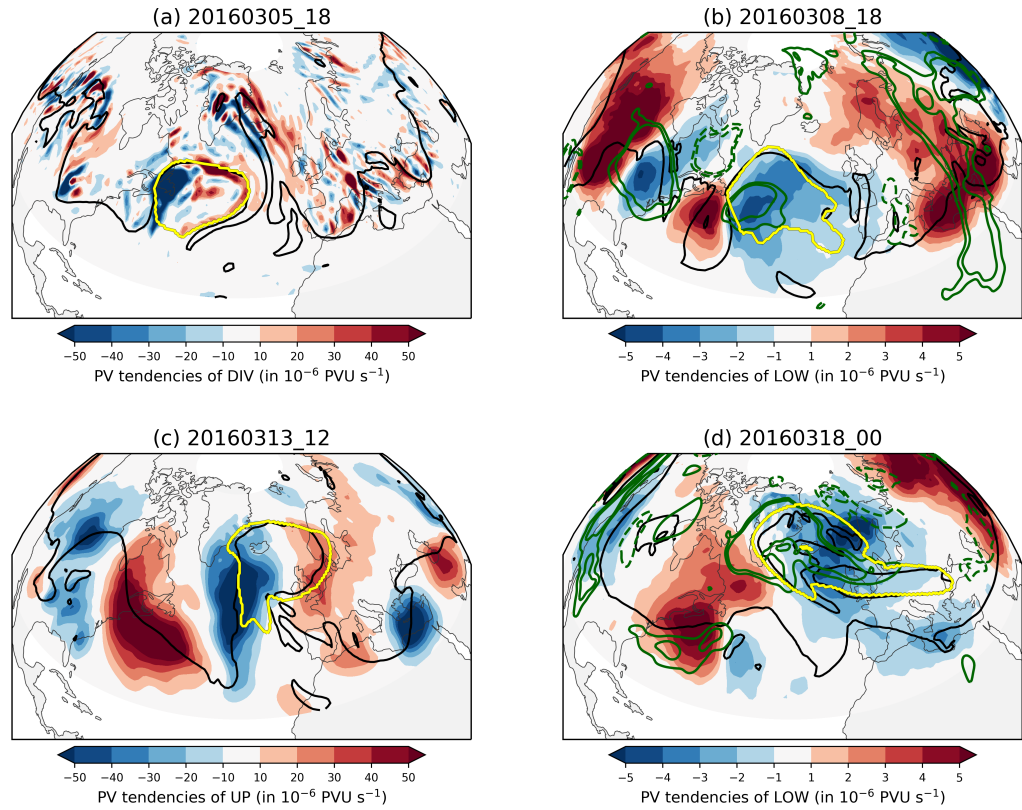 (a) 20160305_18
−50 −40 −30 −20 −10 10 20 30 40 50
PV tendencies of DIV (in 10⁻⁶ PVU s⁻¹)
(b) 20160308_18
−5 −4 −3 −2 −1 1 2 3 4 5
PV tendencies of LOW (in 10⁻⁶ PVU s⁻¹)
(c) 20160313_12
−50 −40 −30 −20 −10 10 20 30 40 50
PV tendencies of UP (in 10⁻⁶ PVU s⁻¹)
(d) 20160318_00
−5 −4 −3 −2 −1 1 2 3 4 5
PV tendencies of LOW (in 10⁻⁶ PVU s⁻¹)